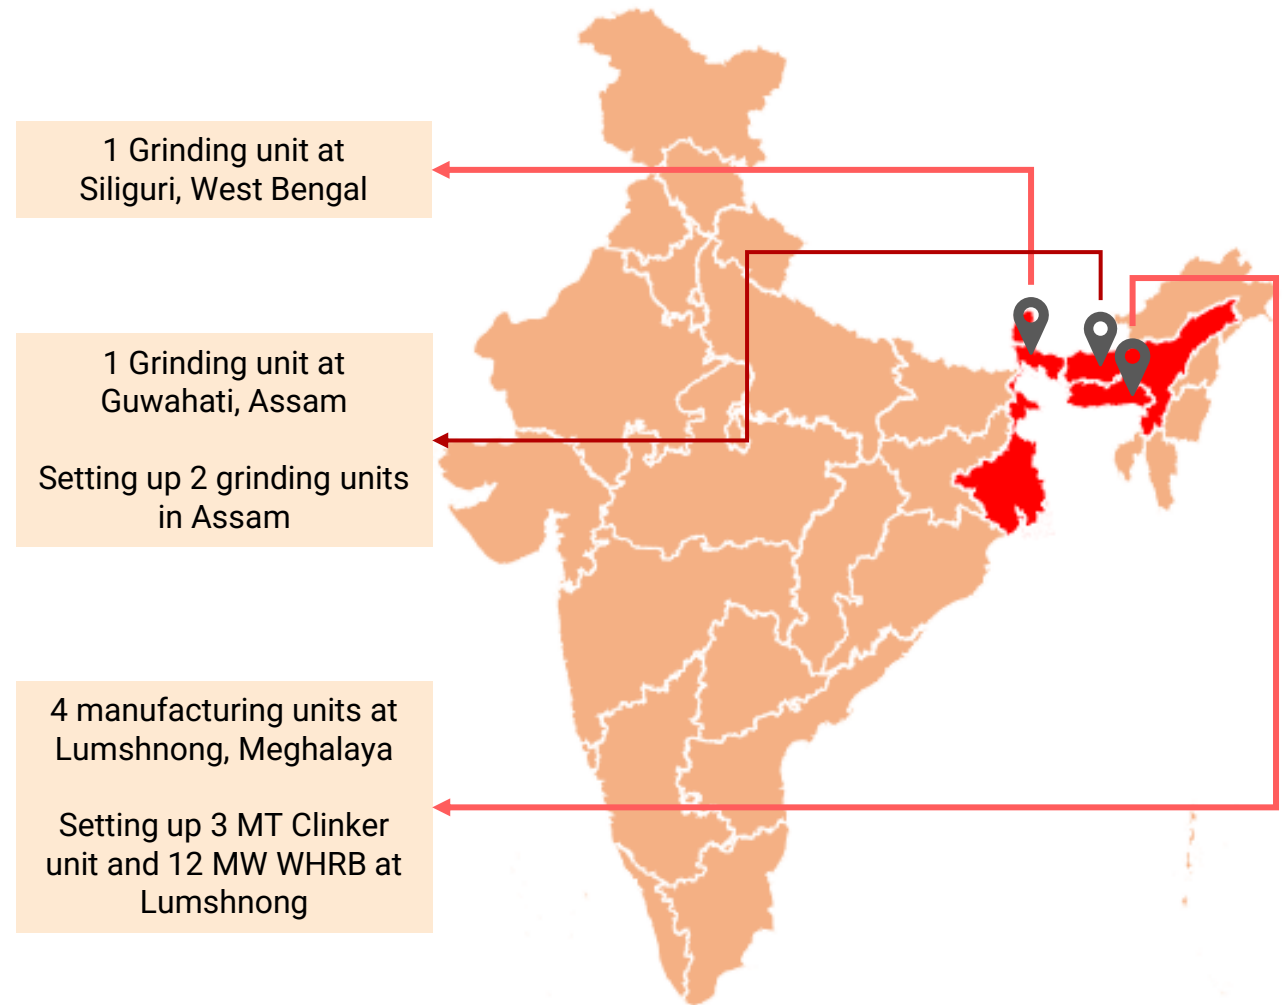 1 Grinding unit at
Siliguri, West Bengal
1 Grinding unit at
Guwahati, Assam
Setting up 2 grinding units
in Assam
4 manufacturing units at
Lumshnong, Meghalaya
Setting up 3 MT Clinker
unit and 12 MW WHRB at
Lumshnong